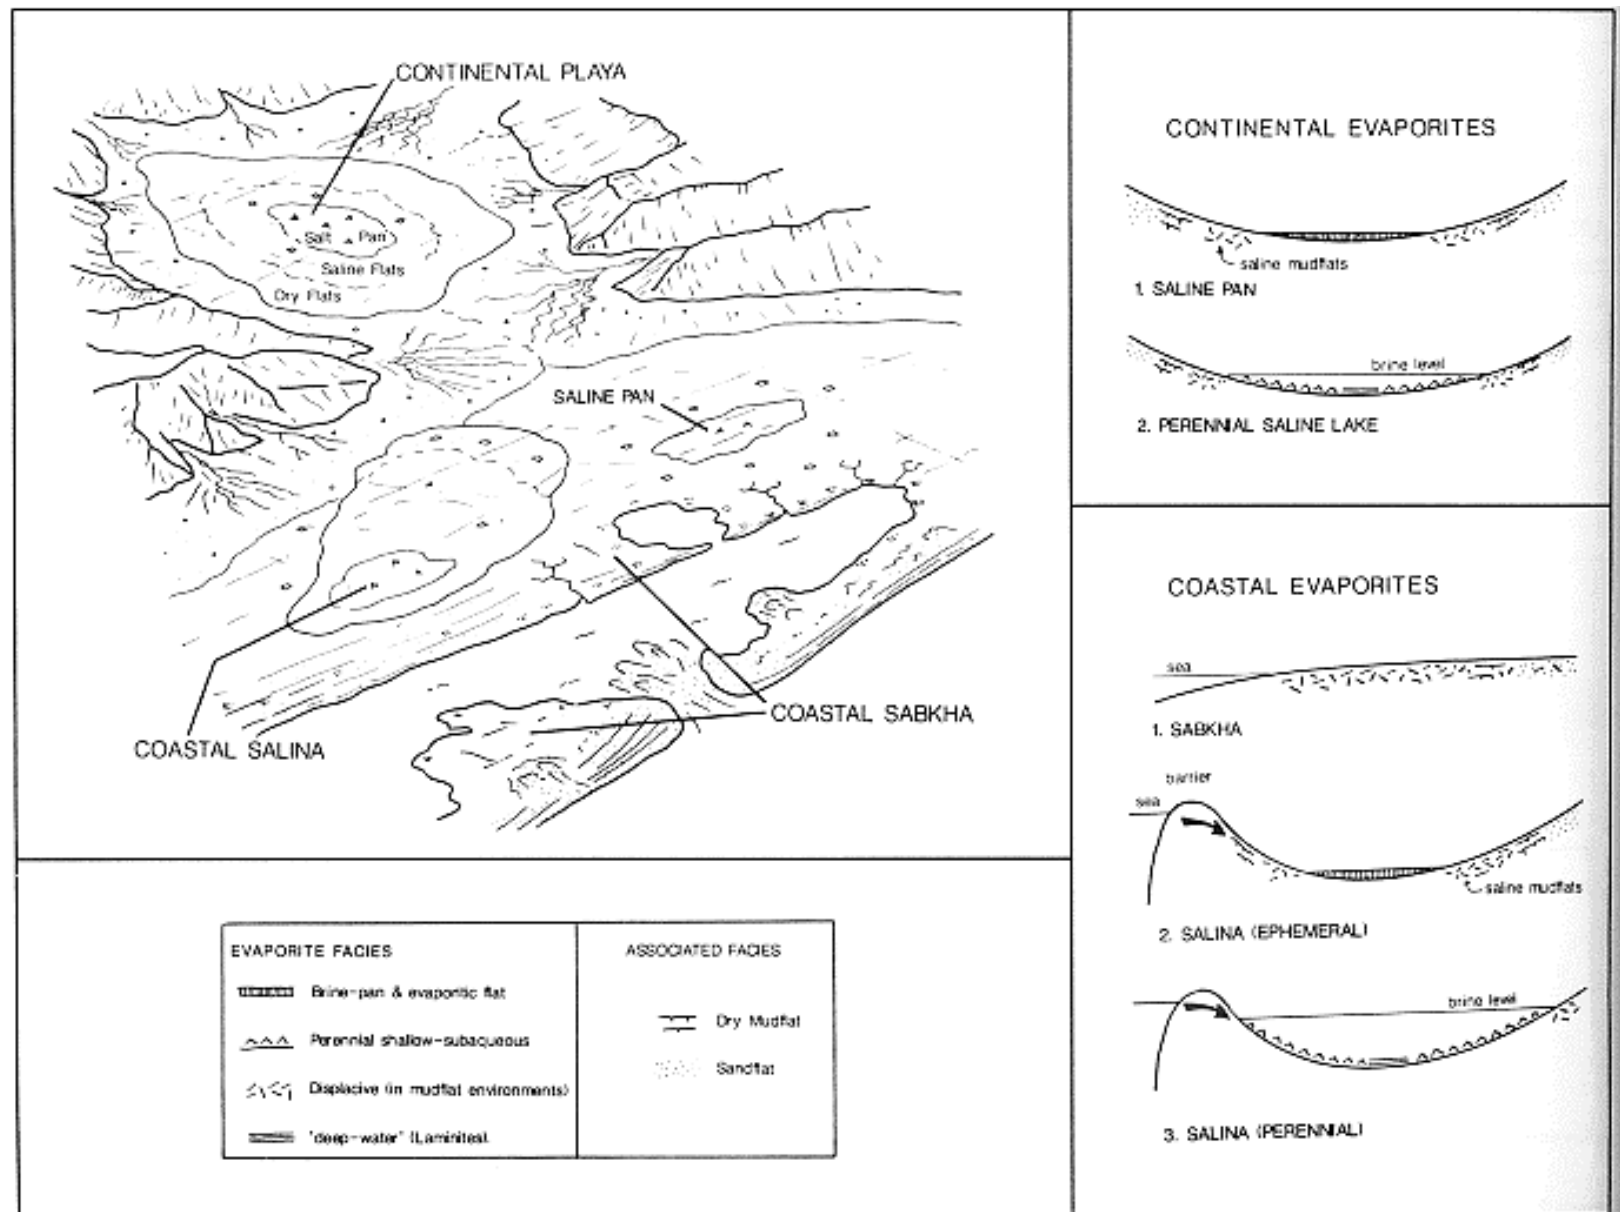 CONTINENTAL PLAYA
Salt Pan
Saline Flats
Dry Flats
SALINE PAN
COASTAL SABKHA
COASTAL SALINA
EVAPORITE FACIES
Brine-pan & evaporitic flat
Perennial shallow-subaqueous
Displacive (in mudflat environments)
"deep-water" (Laminites).
ASSOCIATED FACIES
Dry Mudflat
Sandflat
CONTINENTAL EVAPORITES
saline mudflats
1. SALINE PAN
brine level
2. PERENNIAL SALINE LAKE
COASTAL EVAPORITES
sea
1. SABKHA
barrier
sea
saline mudflats
2. SALINA (EPHEMERAL)
brine level
3. SALINA (PERENNIAL)